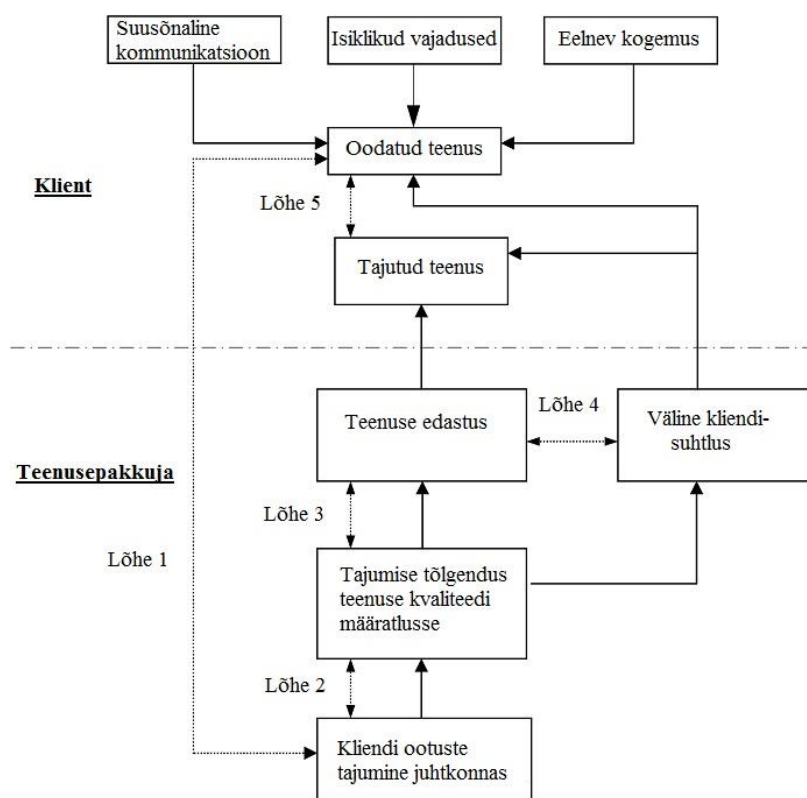 Suusõnaline
kommunikatsioon
Isiklikud vajadused
Eelnev kogemus
Oodatud teenus
Klient
Lõhe 5
Tajutud teenus
Teenuse edastus
Lõhe 4
Väline kliendi-
suhtlus
Teenusepakkuja
Lõhe 3
Lõhe 1
Tajumise tõlgendus
teenuse kvaliteedi
määratlusse
Lõhe 2
Kliendi ootuste
tajumine juhtkonnas